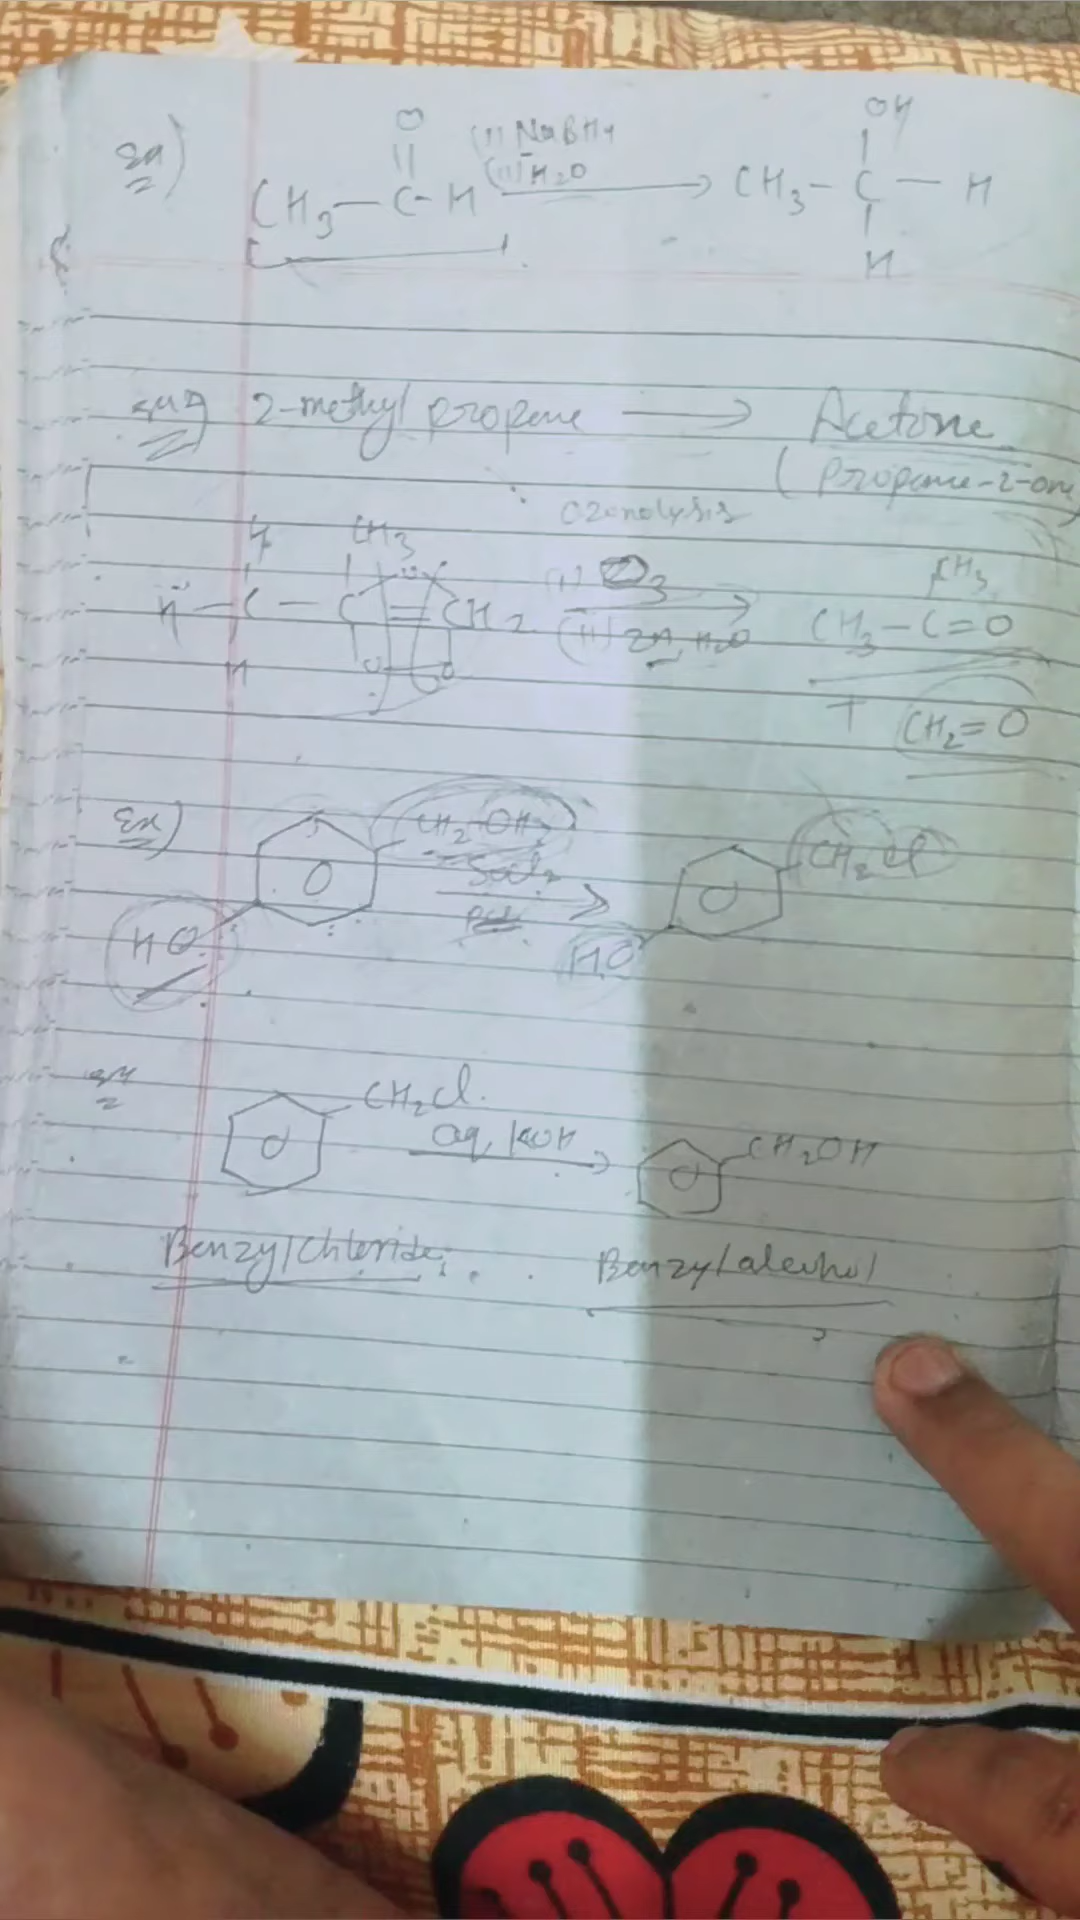 O
OH
(i) NaBH4
(ii) H2O
CH3 — C - H → CH3 - C — H
H
2-methyl propene → Acetone
(Propane-2-one
ozonolysis
CH3
CH3
(i) O3
H — C — C = CH2 → CH3 - C = O
(ii) Zn, H2O
H
O O
+ CH2 = O
Ex)
CH2-OH
SOCl2
CH2Cl
HO
HO
CH2Cl.
aq. KOH
CH2OH
Benzyl chloride
Benzyl alcohol